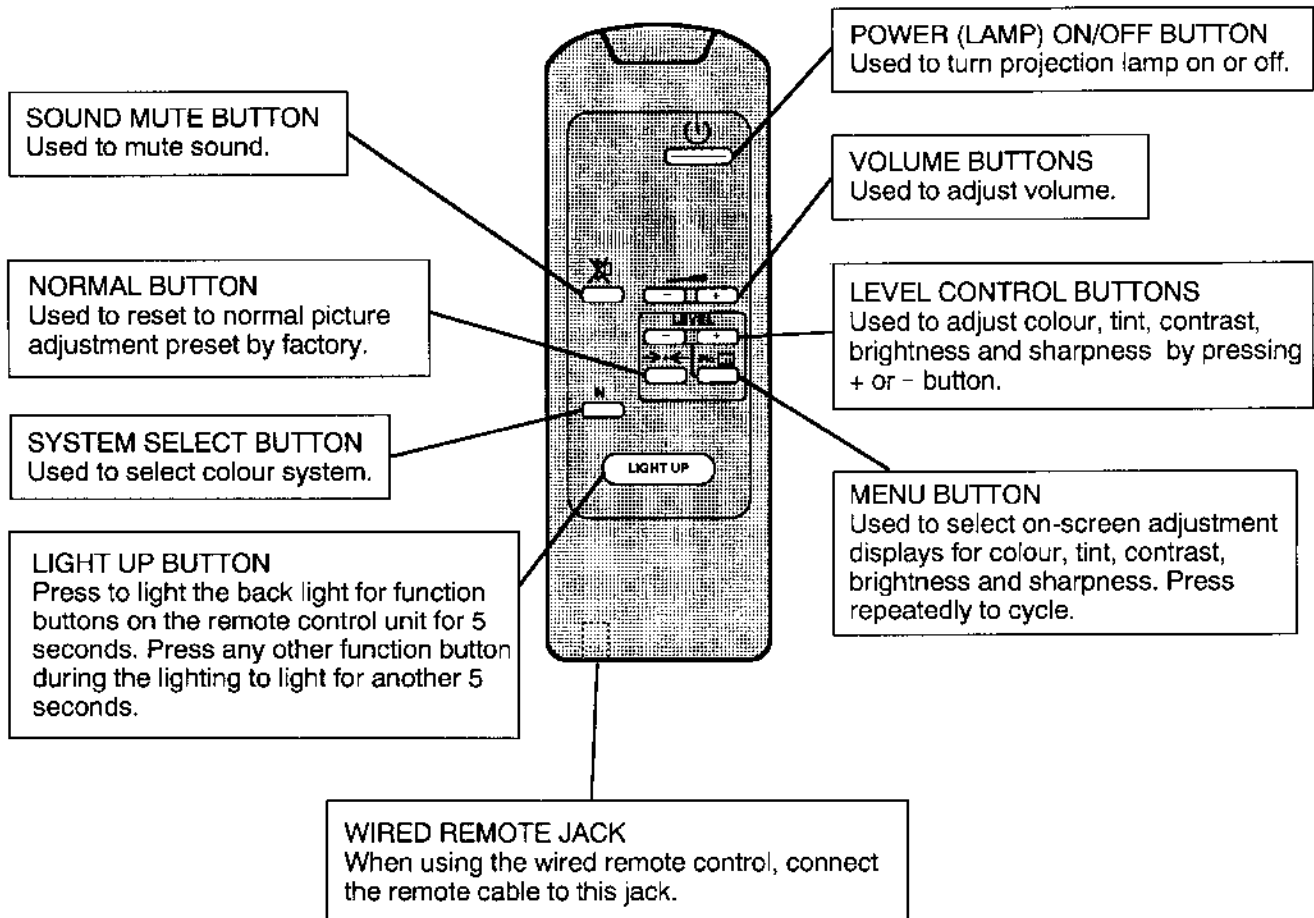 POWER (LAMP) ON/OFF BUTTON
Used to turn projection lamp on or off.
SOUND MUTE BUTTON
Used to mute sound.
VOLUME BUTTONS
Used to adjust volume.
NORMAL BUTTON
Used to reset to normal picture
adjustment preset by factory.
LEVEL CONTROL BUTTONS
Used to adjust colour, tint, contrast,
brightness and sharpness by pressing
+ or – button.
SYSTEM SELECT BUTTON
Used to select colour system.
MENU BUTTON
Used to select on-screen adjustment
displays for colour, tint, contrast,
brightness and sharpness. Press
repeatedly to cycle.
LIGHT UP BUTTON
Press to light the back light for function
buttons on the remote control unit for 5
seconds. Press any other function button
during the lighting to light for another 5
seconds.
– +
LEVEL
– +
N
LIGHT UP
WIRED REMOTE JACK
When using the wired remote control, connect
the remote cable to this jack.